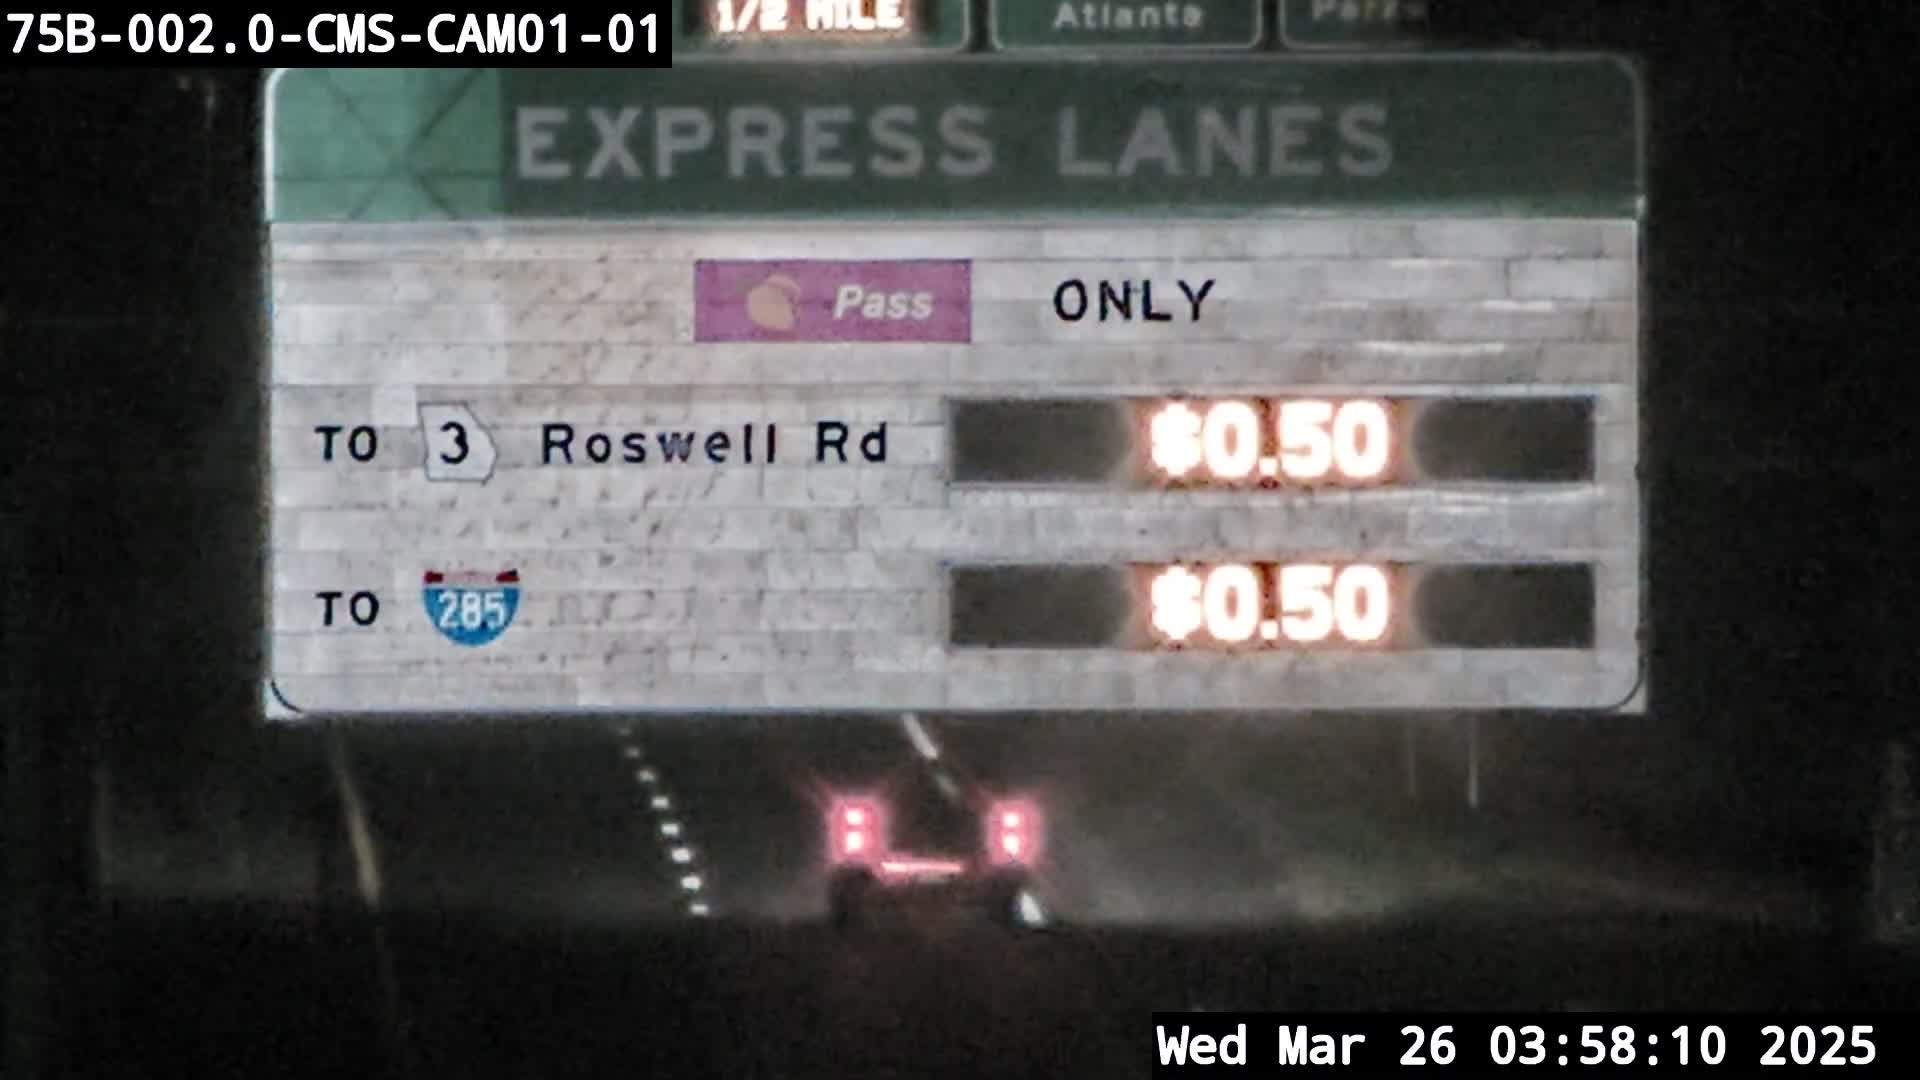 75B-002.0-CMS-CAM01-01
1/2 MILE
Atlanta
EXPRESS LANES
Pass ONLY
TO 3 Roswell Rd $0.50
TO 285 $0.50
Wed Mar 26 03:58:10 2025